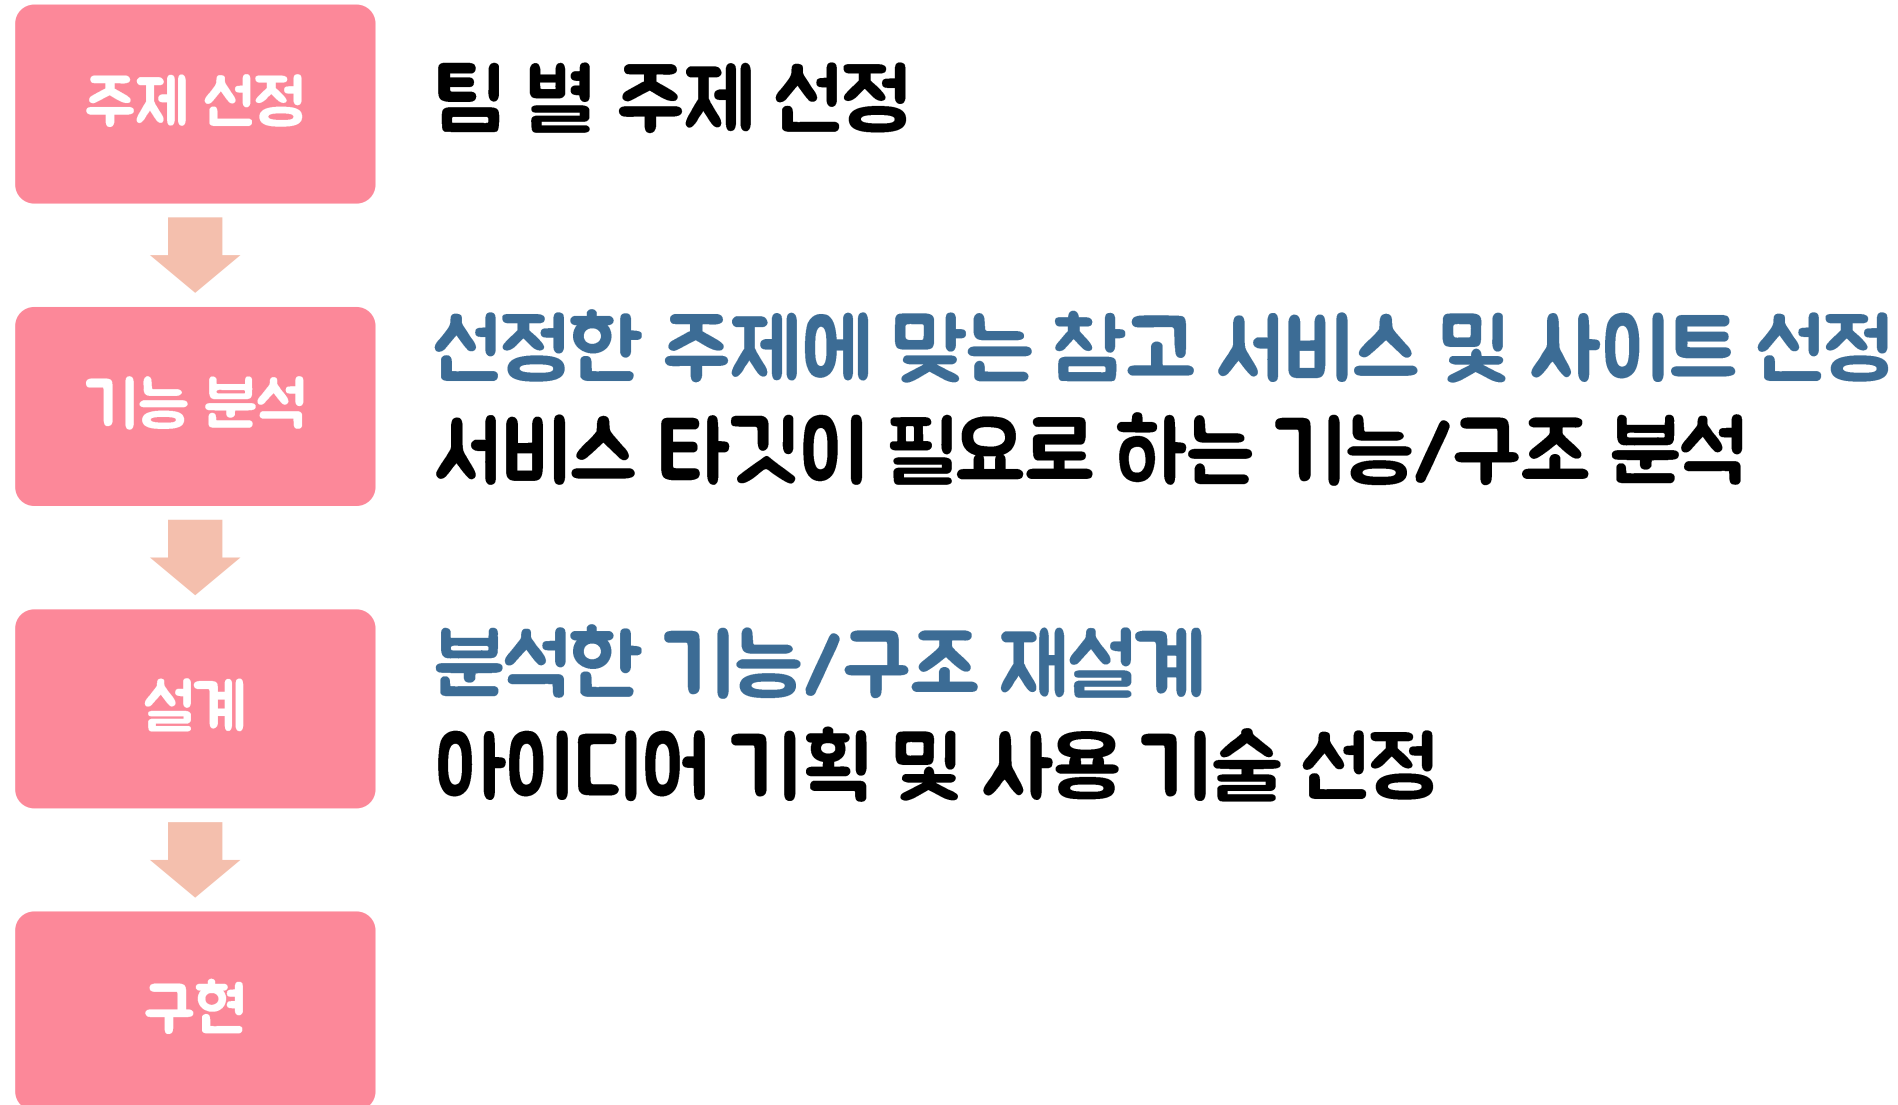 주제 선정
팀 별 주제 선정
기능 분석
선정한 주제에 맞는 참고 서비스 및 사이트 선정
서비스 타깃이 필요로 하는 기능/구조 분석
설계
분석한 기능/구조 재설계
아이디어 기획 및 사용 기술 선정
구현